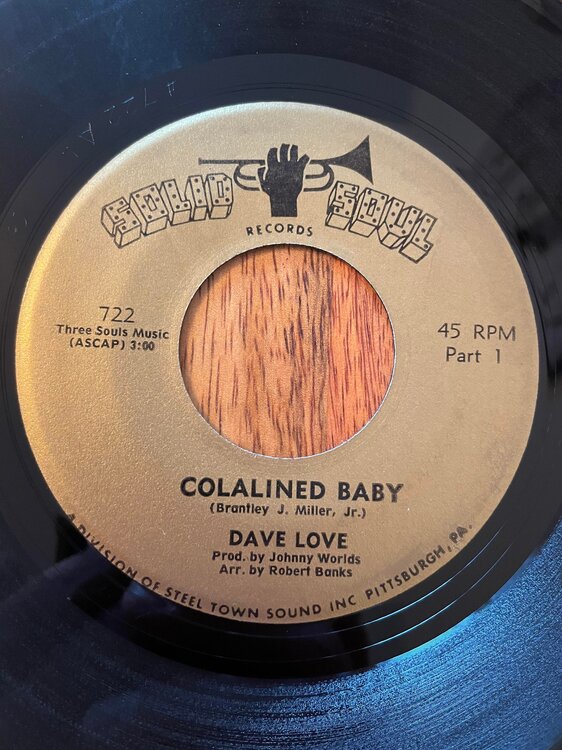 SOLID SOUL
RECORDS
722
Three Souls Music
(ASCAP) 3:00
45 RPM
Part 1
COLALINED BABY
(Brantley J. Miller, Jr.)
DAVE LOVE
Prod. by Johnny Worlds
Arr. by Robert Banks
A DIVISION OF STEEL TOWN SOUND INC PITTSBURGH, PA.